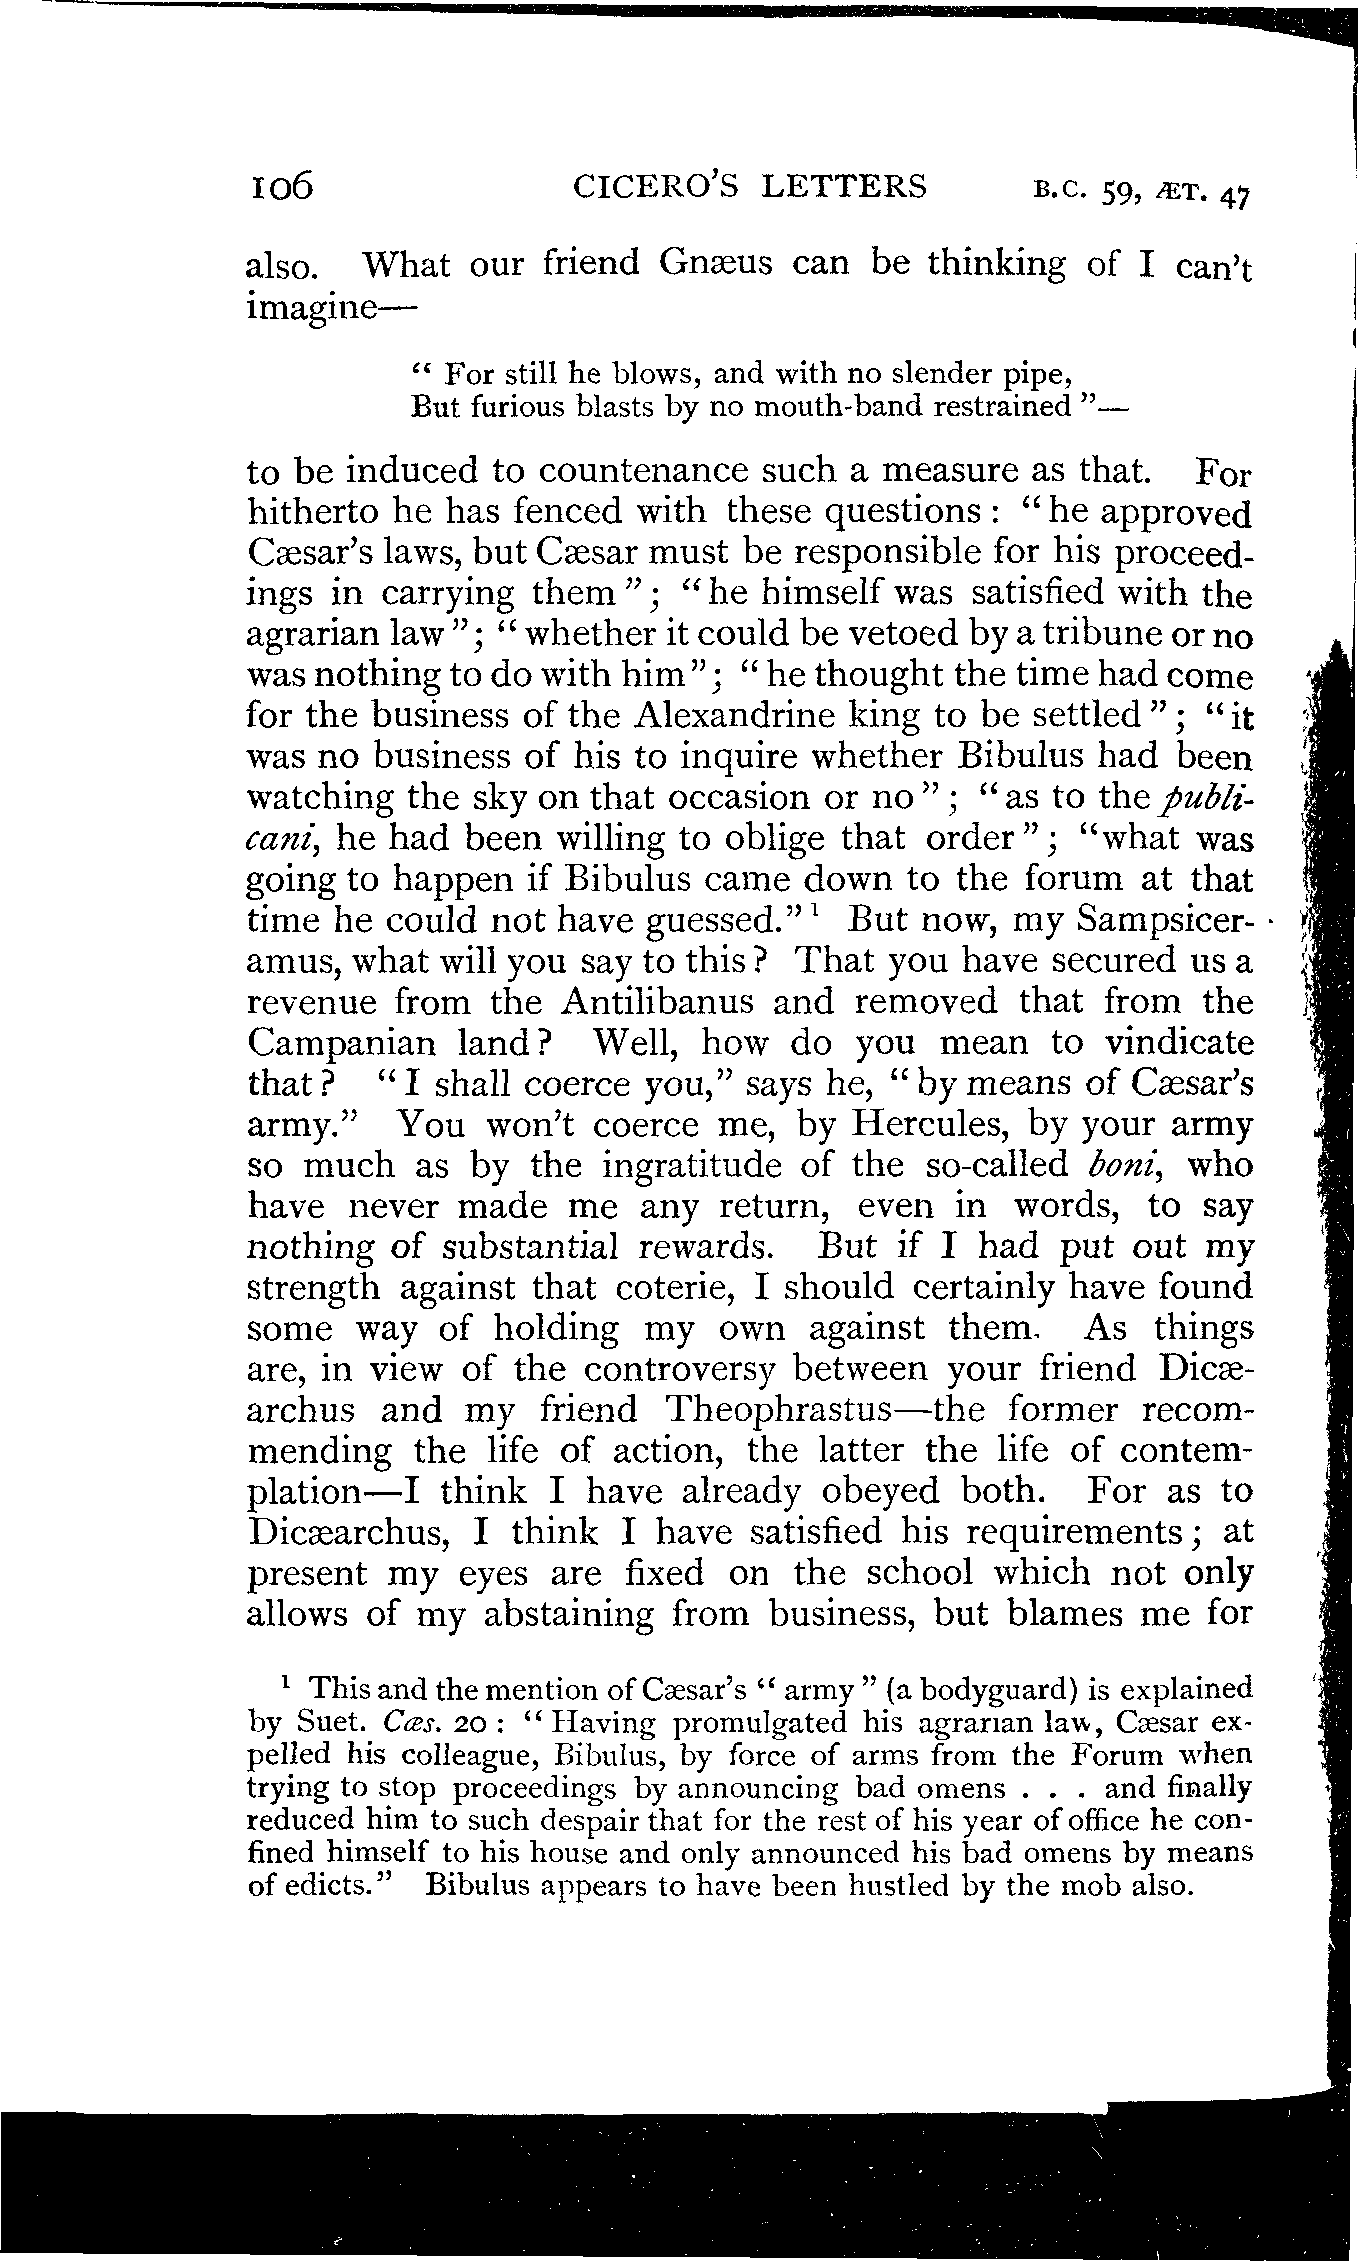 106 CICERO'S LETTERS B.C. 59, ÆT. 47
also. What our friend Gnæus can be thinking of I can't
imagine—
“ For still he blows, and with no slender pipe,
But furious blasts by no mouth-band restrained ”—
to be induced to countenance such a measure as that. For
hitherto he has fenced with these questions : “ he approved
Cæsar's laws, but Cæsar must be responsible for his proceed-
ings in carrying them ” ; “ he himself was satisfied with the
agrarian law ” ; “ whether it could be vetoed by a tribune or no
was nothing to do with him ” ; “ he thought the time had come
for the business of the Alexandrine king to be settled ” ; “ it
was no business of his to inquire whether Bibulus had been
watching the sky on that occasion or no ” ; “ as to the publi-
cani, he had been willing to oblige that order ” ; “what was
going to happen if Bibulus came down to the forum at that
time he could not have guessed.” ¹ But now, my Sampsicer-
amus, what will you say to this ? That you have secured us a
revenue from the Antilibanus and removed that from the
Campanian land ? Well, how do you mean to vindicate
that ? “ I shall coerce you,” says he, “ by means of Cæsar's
army.” You won't coerce me, by Hercules, by your army
so much as by the ingratitude of the so-called boni, who
have never made me any return, even in words, to say
nothing of substantial rewards. But if I had put out my
strength against that coterie, I should certainly have found
some way of holding my own against them. As things
are, in view of the controversy between your friend Dicæ-
archus and my friend Theophrastus—the former recom-
mending the life of action, the latter the life of contem-
plation—I think I have already obeyed both. For as to
Dicæarchus, I think I have satisfied his requirements ; at
present my eyes are fixed on the school which not only
allows of my abstaining from business, but blames me for
¹ This and the mention of Cæsar's “ army ” (a bodyguard) is explained
by Suet. Cæs. 20 : “ Having promulgated his agrarian law, Cæsar ex-
pelled his colleague, Bibulus, by force of arms from the Forum when
trying to stop proceedings by announcing bad omens . . . and finally
reduced him to such despair that for the rest of his year of office he con-
fined himself to his house and only announced his bad omens by means
of edicts.” Bibulus appears to have been hustled by the mob also.